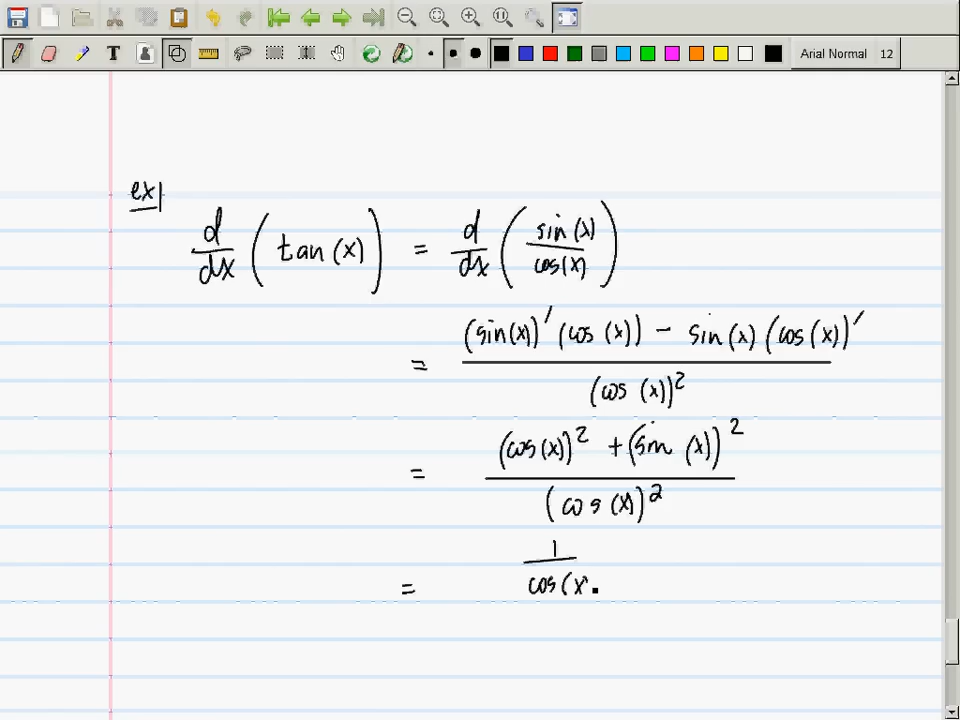 Arial Normal 12
ex|
d/dx (tan (x)) = d/dx (sin (x)/cos(x))
= ((sin(x))' (cos (x)) − sin(x) (cos(x))')/(cos (x))²
= ((cos(x))² + (sin (x))²)/(cos (x))²
= 1/cos(x)